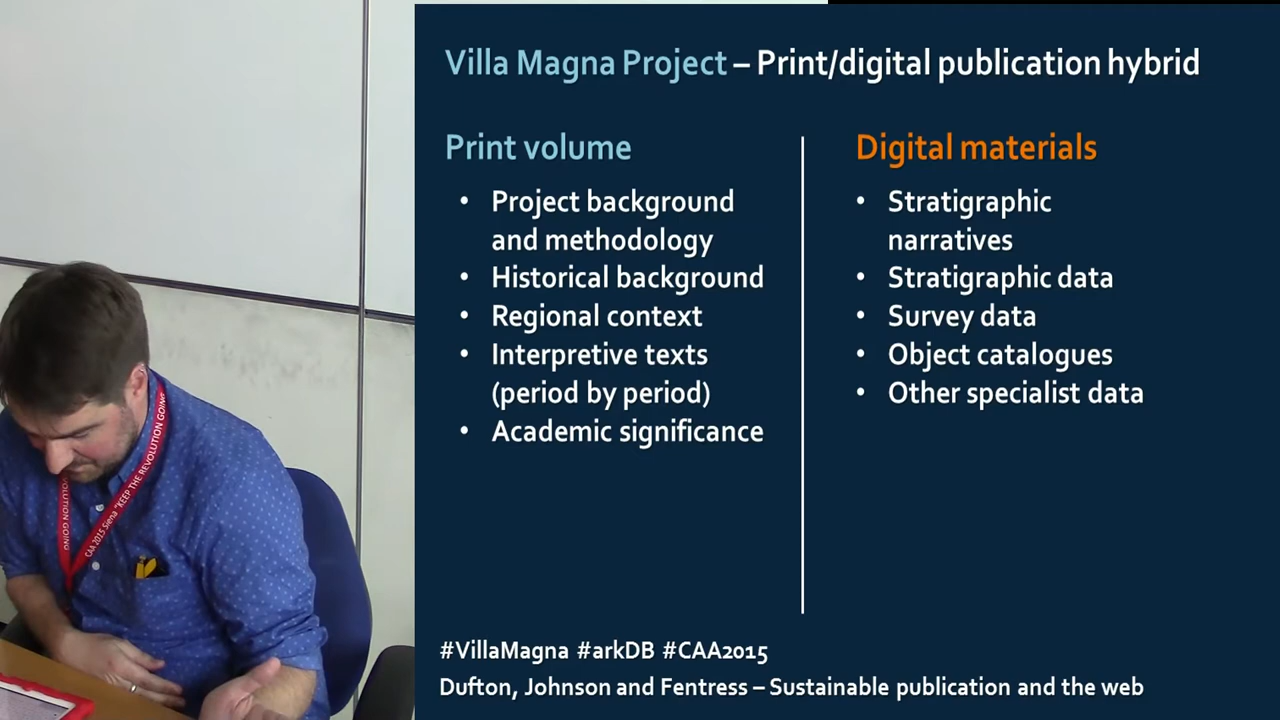 Villa Magna Project – Print/digital publication hybrid
Print volume
• Project background
and methodology
• Historical background
• Regional context
• Interpretive texts
(period by period)
• Academic significance
Digital materials
• Stratigraphic
narratives
• Stratigraphic data
• Survey data
• Object catalogues
• Other specialist data
#VillaMagna #arkDB #CAA2015
Dufton, Johnson and Fentress – Sustainable publication and the web
CAA 2015 Siena "KEEP THE REVOLUTION GOING
OLUTION GOING